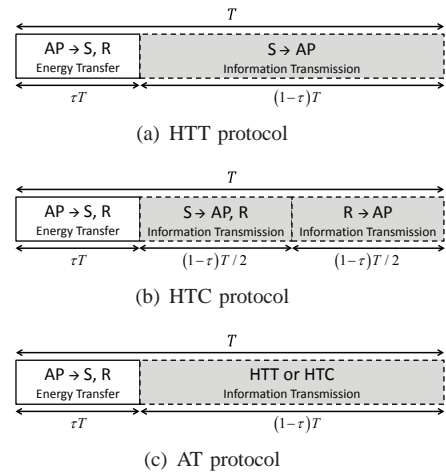 T
AP → S, R
Energy Transfer
S → AP
Information Transmission
τT
(1−τ)T
(a) HTT protocol
T
AP → S, R
Energy Transfer
S → AP, R
Information Transmission
R → AP
Information Transmission
τT
(1−τ)T / 2
(1−τ)T / 2
(b) HTC protocol
T
AP → S, R
Energy Transfer
HTT or HTC
Information Transmission
τT
(1−τ)T
(c) AT protocol